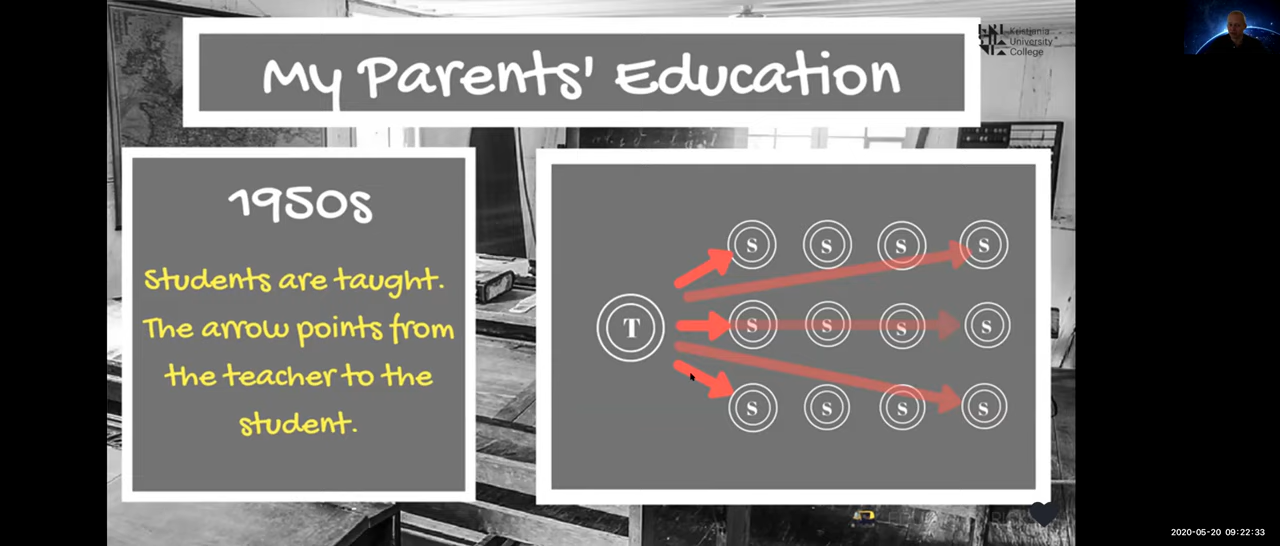 My Parents' Education
Kristiania
University
College
1950s
Students are taught.
The arrow points from
the teacher to the
student.
T
S S S S
S S S S
S S S S
2020-05-20 09:22:33